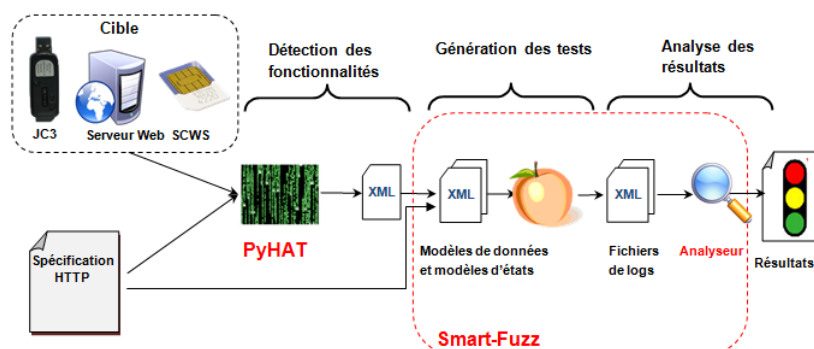 Cible
JC3
Serveur Web
SCWS
Détection des
fonctionnalités
Génération des tests
Analyse des
résultats
Spécification
HTTP
PyHAT
XML
XML
Modèles de données
et modèles d'états
XML
Fichiers
de logs
Analyseur
Résultats
Smart-Fuzz